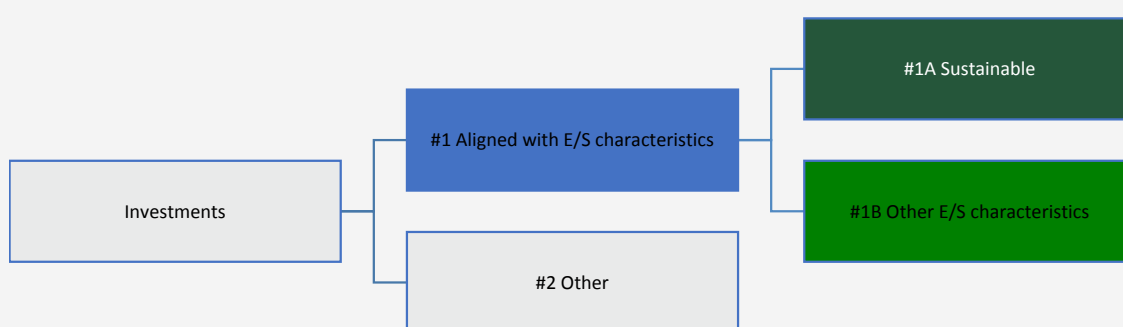 #1A Sustainable
#1 Aligned with E/S characteristics
Investments
#1B Other E/S characteristics
#2 Other